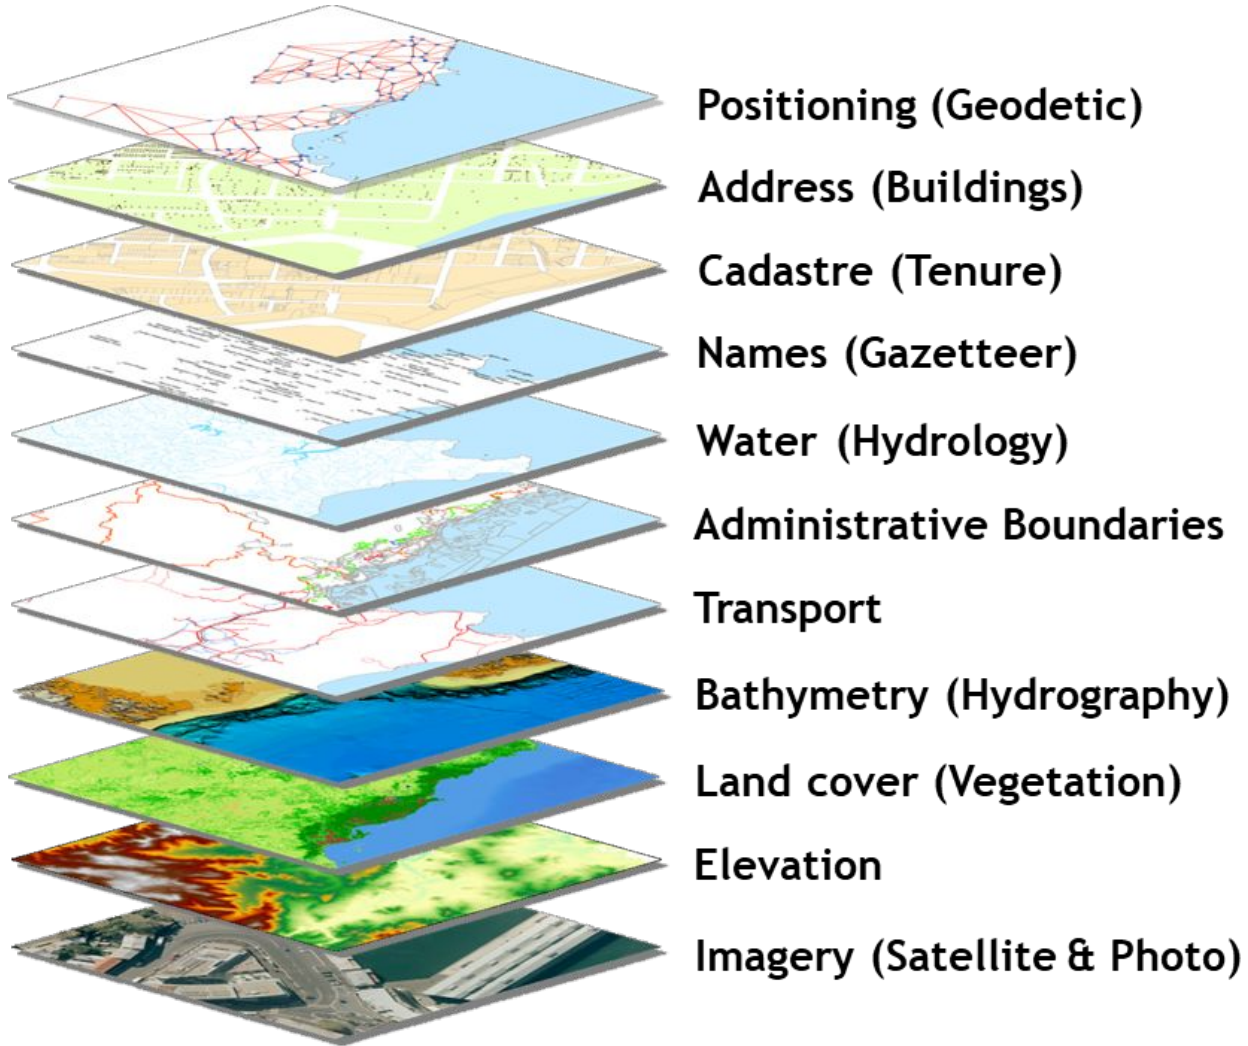 Positioning (Geodetic)
Address (Buildings)
Cadastre (Tenure)
Names (Gazetteer)
Water (Hydrology)
Administrative Boundaries
Transport
Bathymetry (Hydrography)
Land cover (Vegetation)
Elevation
Imagery (Satellite & Photo)